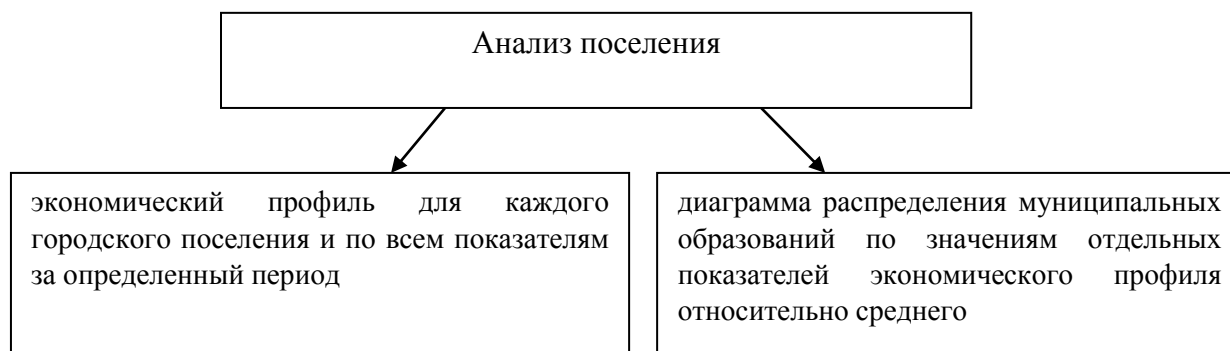 Анализ поселения
экономический профиль для каждого
городского поселения и по всем показателям
за определенный период
диаграмма распределения муниципальных
образований по значениям отдельных
показателей экономического профиля
относительно среднего